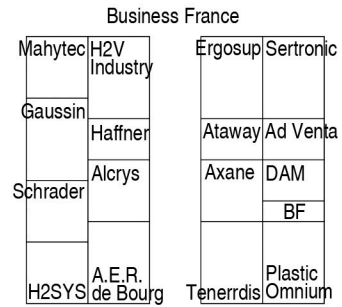 Business France
Mahytec
H2V
Industry
Ergosup
Sertronic
Gaussin
Haffner
Ataway
Ad Venta
Schrader
Alcrys
Axane
DAM
BF
H2SYS
A.E.R.
de Bourg
Tenerrdis
Plastic
Omnium